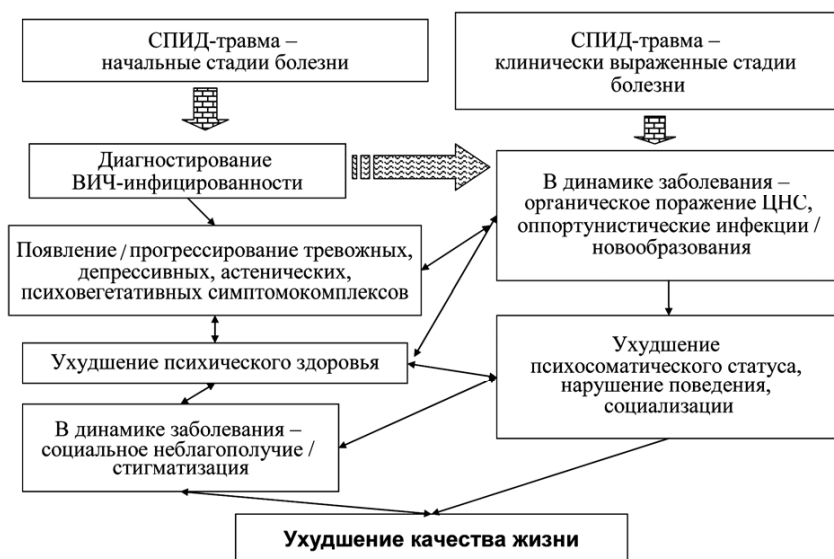 СПИД-травма –
начальные стадии болезни
СПИД-травма –
клинически выраженные стадии
болезни
Диагностирование
ВИЧ-инфицированности
В динамике заболевания –
органическое поражение ЦНС,
оппортунистические инфекции /
новообразования
Появление / прогрессирование тревожных,
депрессивных, астенических,
психовегетативных симптомокомплексов
Ухудшение психического здоровья
Ухудшение
психосоматического статуса,
нарушение поведения,
социализации
В динамике заболевания –
социальное неблагополучие /
стигматизация
Ухудшение качества жизни